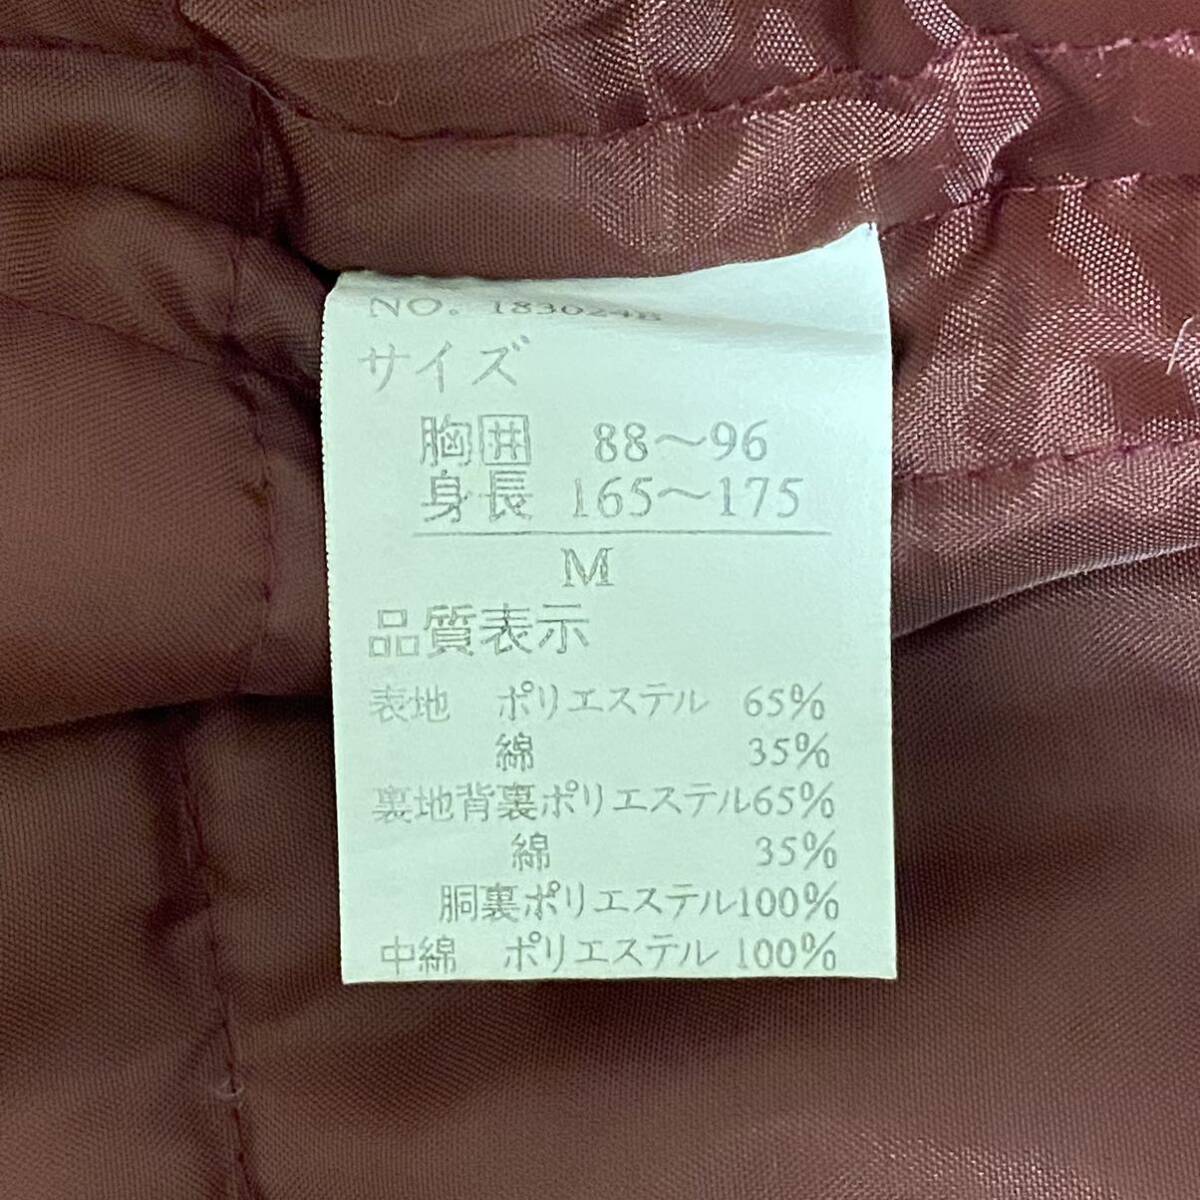 NO. 183024B
サイズ
胸囲 88〜96
身長 165〜175
M
品質表示
表地 ポリエステル 65%
綿 35%
裏地背裏ポリエステル65%
綿 35%
胴裏ポリエステル100%
中綿 ポリエステル 100%